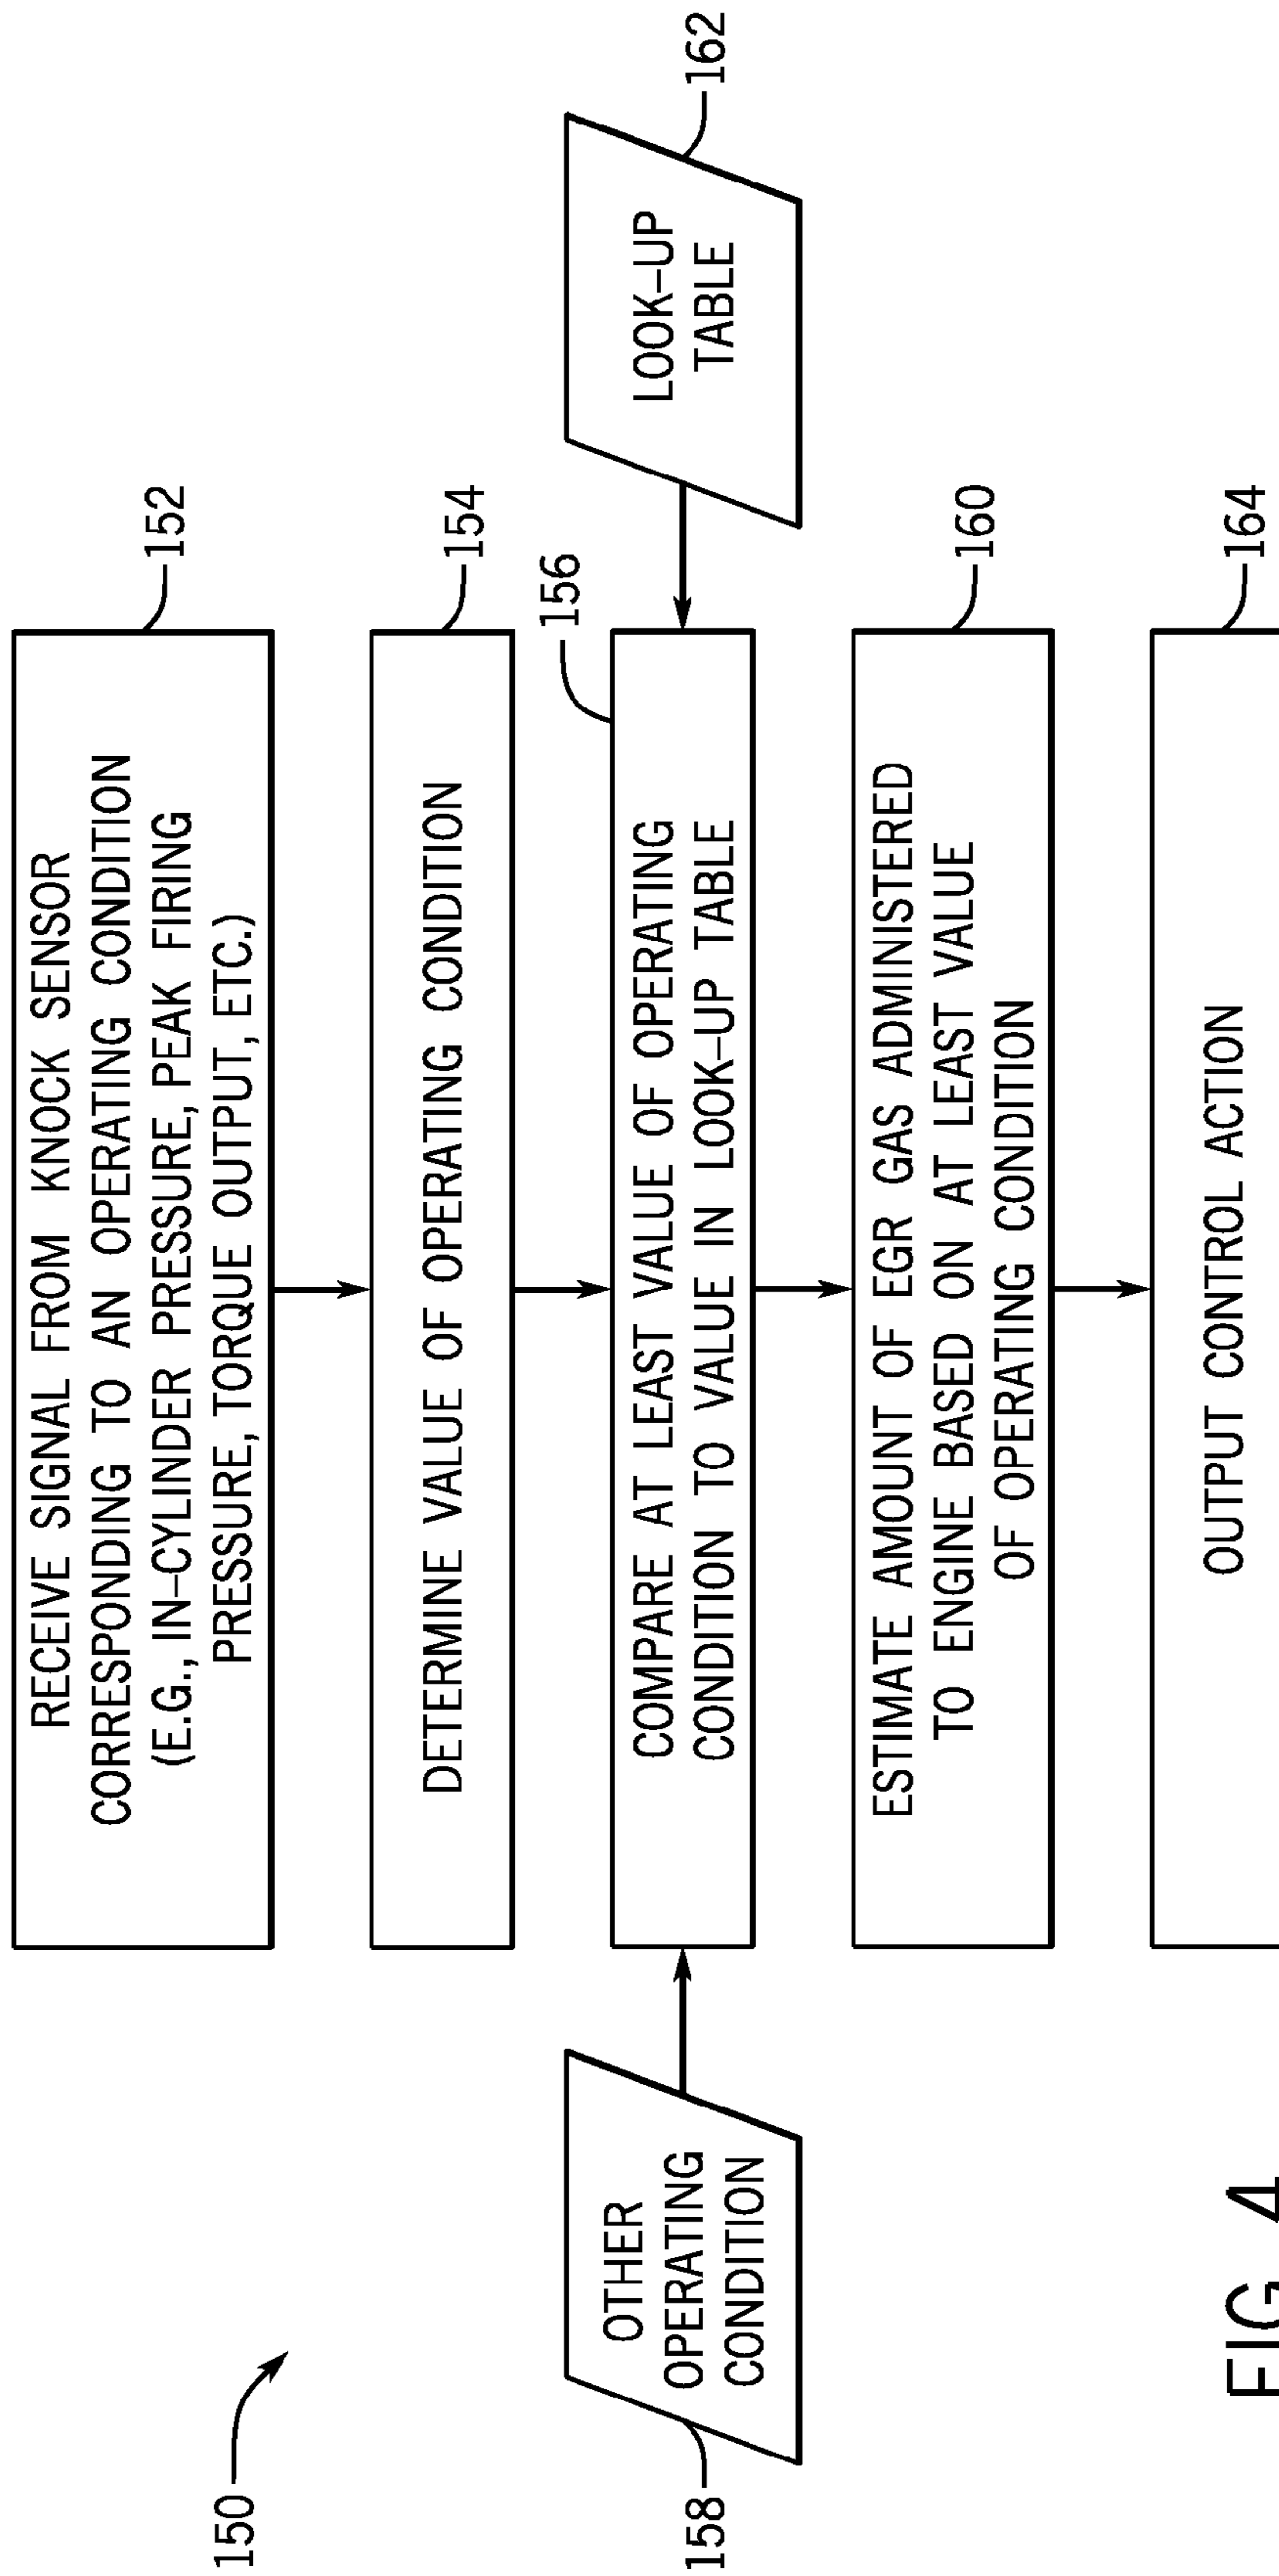 150
RECEIVE SIGNAL FROM KNOCK SENSOR
CORRESPONDING TO AN OPERATING CONDITION
(E.G., IN-CYLINDER PRESSURE, PEAK FIRING
PRESSURE, TORQUE OUTPUT, ETC.)
152
DETERMINE VALUE OF OPERATING CONDITION
154
OTHER
OPERATING
CONDITION
158
COMPARE AT LEAST VALUE OF OPERATING
CONDITION TO VALUE IN LOOK-UP TABLE
156
LOOK-UP
TABLE
162
ESTIMATE AMOUNT OF EGR GAS ADMINISTERED
TO ENGINE BASED ON AT LEAST VALUE
OF OPERATING CONDITION
160
OUTPUT CONTROL ACTION
164
FIG. 4